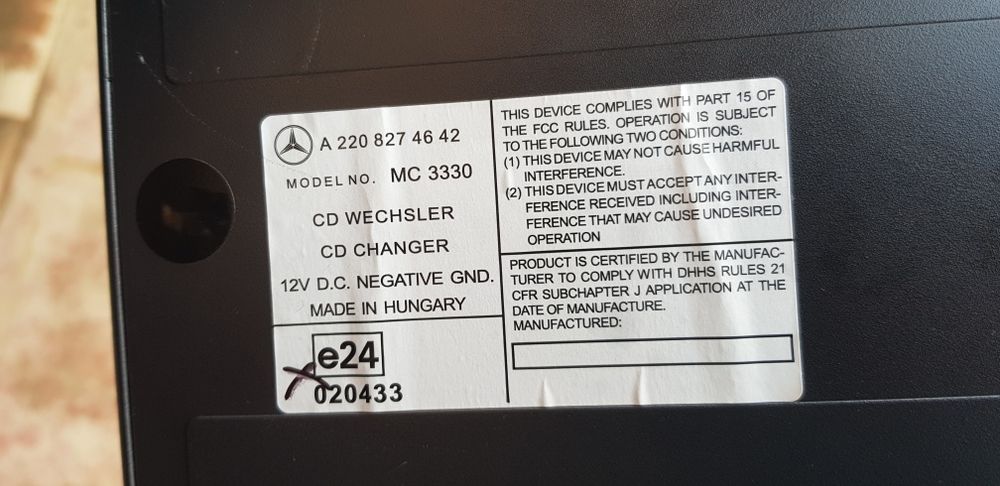 A 220 827 46 42
MODEL NO. MC 3330
CD WECHSLER
CD CHANGER
12V D.C. NEGATIVE GND.
MADE IN HUNGARY
e24
020433
THIS DEVICE COMPLIES WITH PART 15 OF
THE FCC RULES. OPERATION IS SUBJECT
TO THE FOLLOWING TWO CONDITIONS:
(1) THIS DEVICE MAY NOT CAUSE HARMFUL
INTERFERENCE.
(2) THIS DEVICE MUST ACCEPT ANY INTER-
FERENCE RECEIVED INCLUDING INTER-
FERENCE THAT MAY CAUSE UNDESIRED
OPERATION
PRODUCT IS CERTIFIED BY THE MANUFAC-
TURER TO COMPLY WITH DHHS RULES 21
CFR SUBCHAPTER J APPLICATION AT THE
DATE OF MANUFACTURE.
MANUFACTURED: